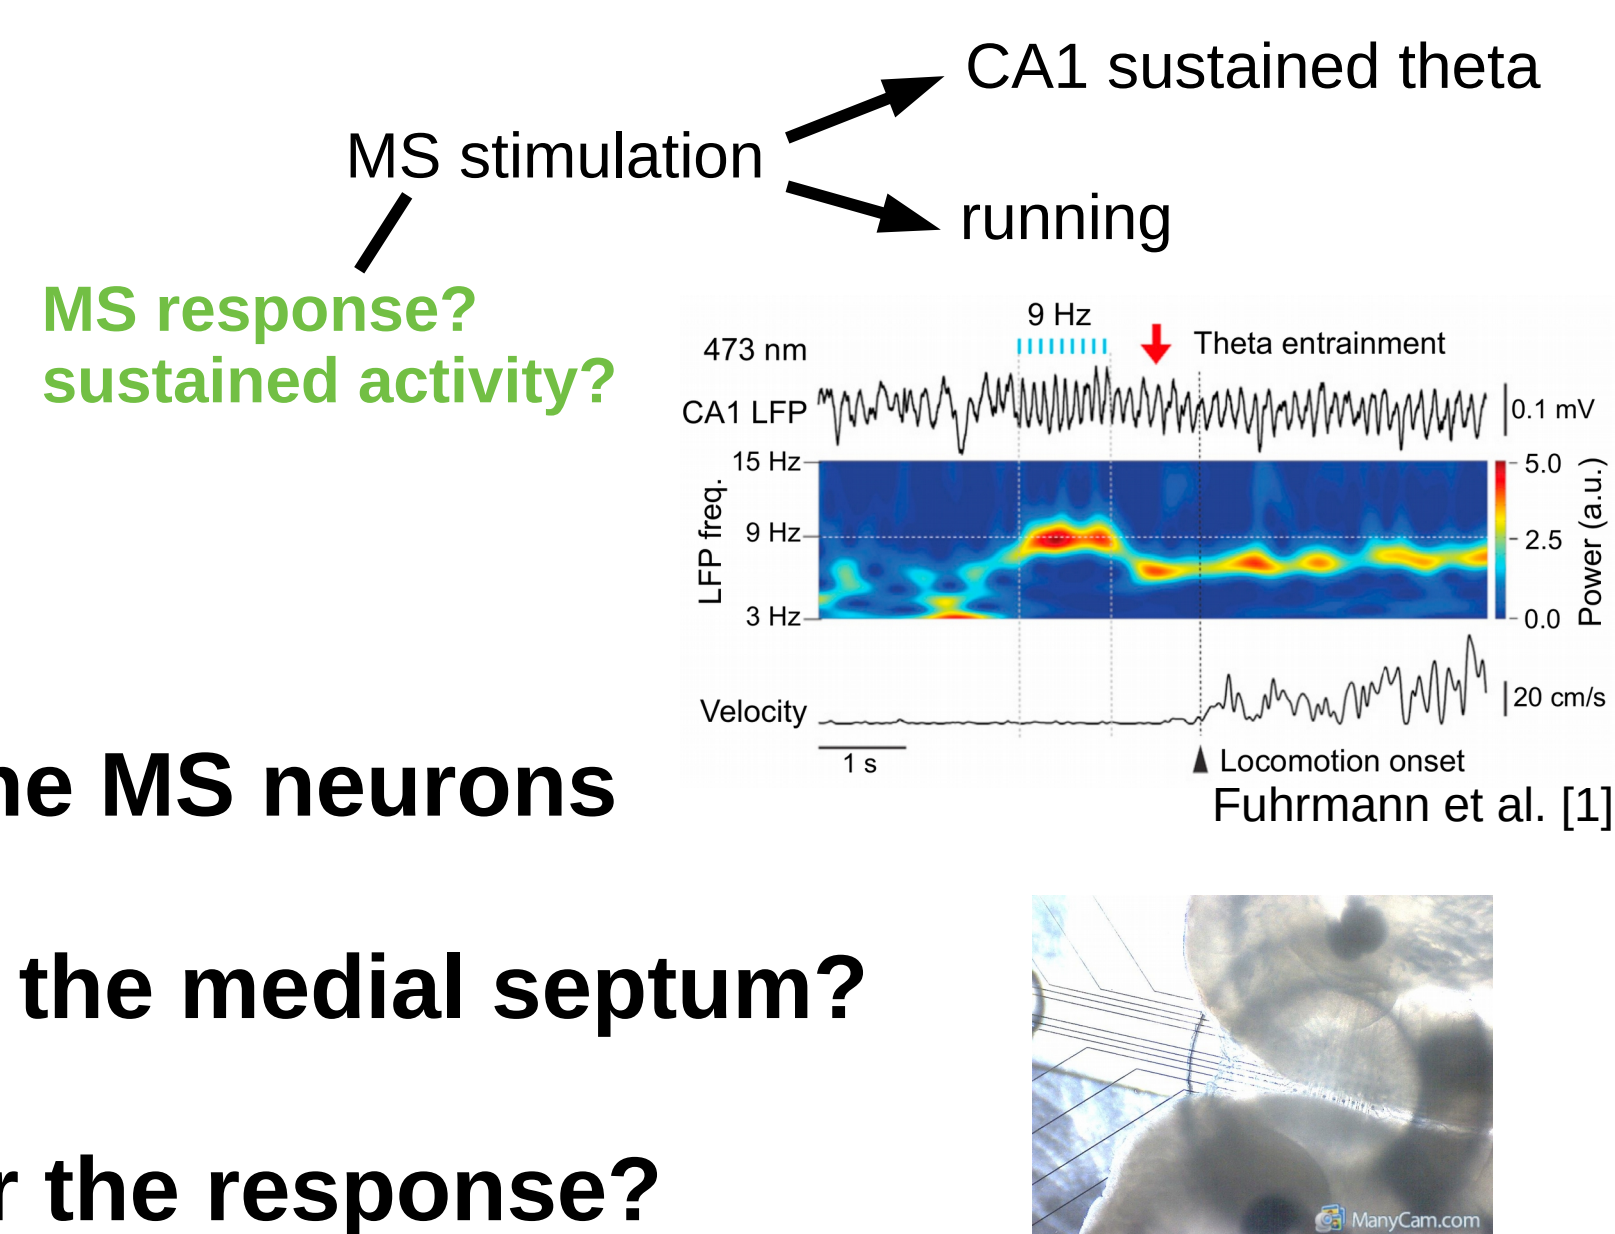 CA1 sustained theta
MS stimulation
running
MS response?
sustained activity?
9 Hz
473 nm
Theta entrainment
CA1 LFP
0.1 mV
15 Hz
9 Hz
3 Hz
LFP freq.
5.0
2.5
0.0
Power (a.u.)
Velocity
20 cm/s
1 s
Locomotion onset
Fuhrmann et al. [1]
MS neurons
the medial septum?
the response?
ManyCam.com